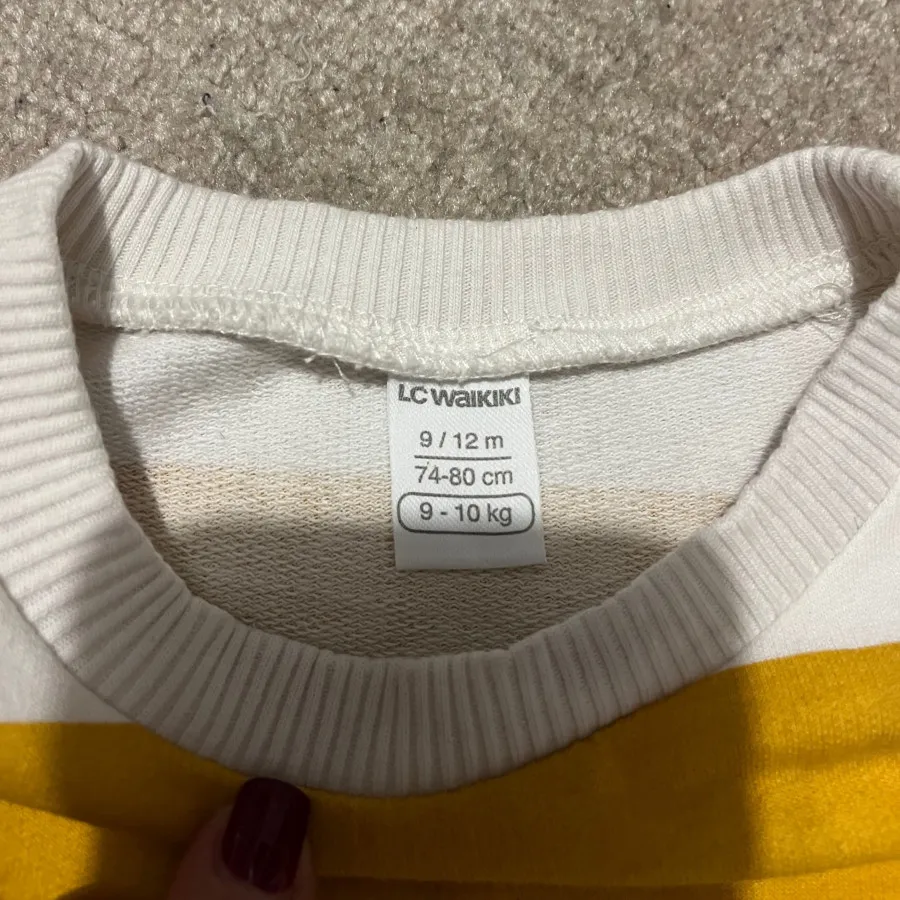 LC WAIKIKI
9 / 12 m
74-80 cm
9 - 10 kg